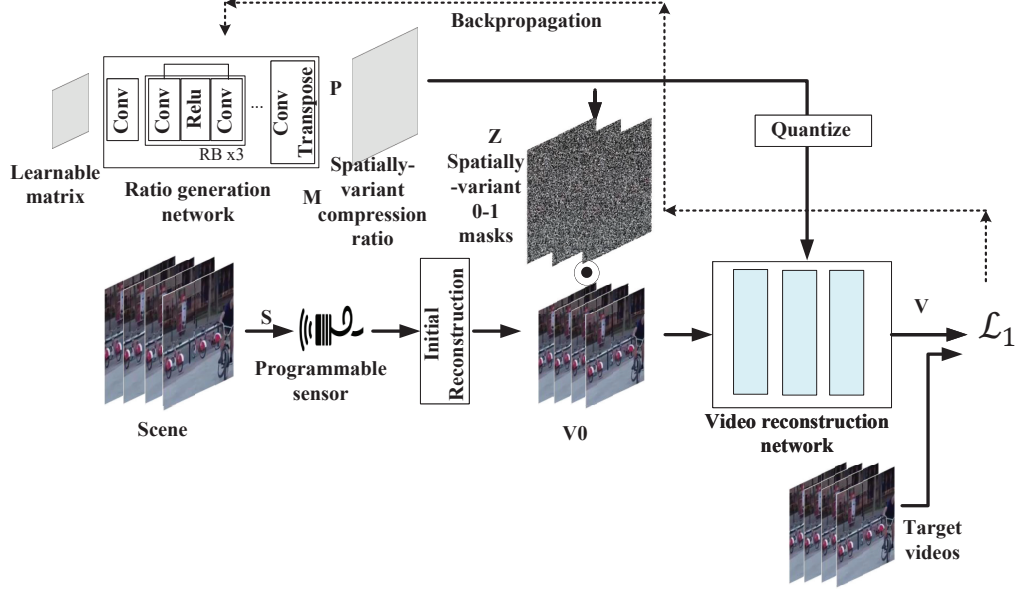 Backpropagation
Conv
Conv
Relu
Conv
...
Conv
Transpose
RB x3
P
Quantize
Z
Spatially
-variant
0-1
masks
Learnable
matrix
Ratio generation
network
M
Spatially-
variant
compression
ratio
S
Programmable
sensor
Initial
Reconstruction
V
ℒ1
Scene
V0
Video reconstruction
network
Target
videos